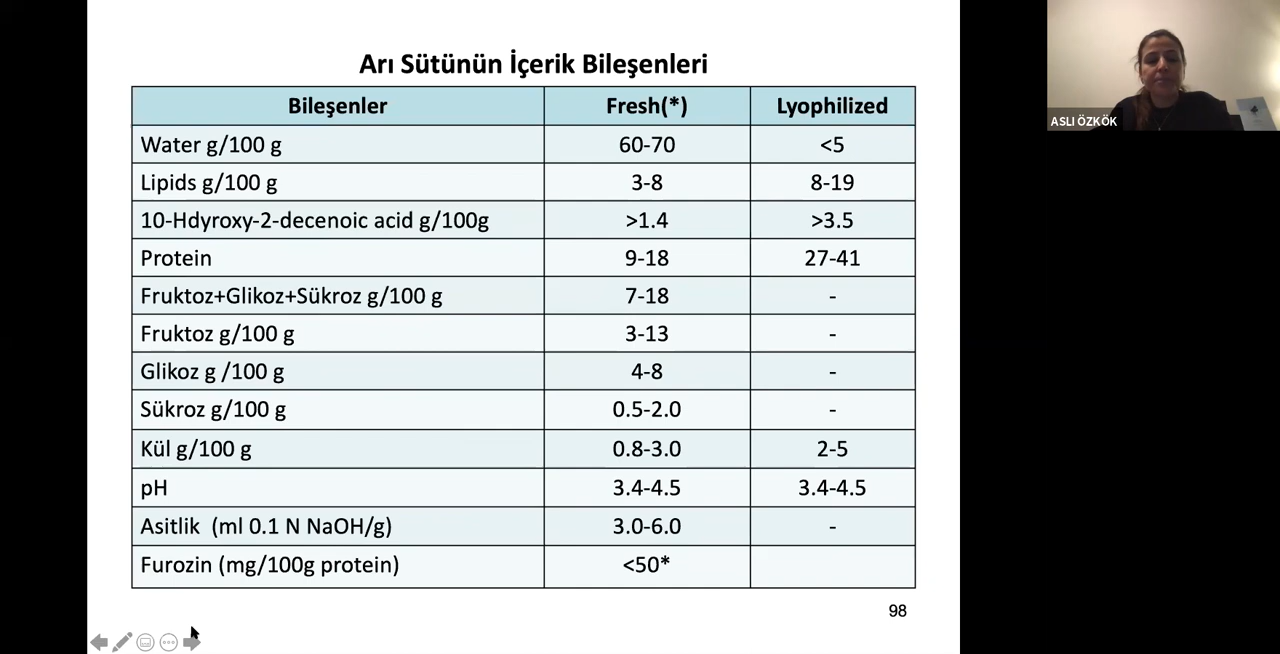 Arı Sütünün İçerik Bileşenleri
Bileşenler Fresh(*) Lyophilized
Water g/100 g 60-70 <5
Lipids g/100 g 3-8 8-19
10-Hdyroxy-2-decenoic acid g/100g >1.4 >3.5
Protein 9-18 27-41
Fruktoz+Glikoz+Sükroz g/100 g 7-18 -
Fruktoz g/100 g 3-13 -
Glikoz g /100 g 4-8 -
Sükroz g/100 g 0.5-2.0 -
Kül g/100 g 0.8-3.0 2-5
pH 3.4-4.5 3.4-4.5
Asitlik (ml 0.1 N NaOH/g) 3.0-6.0 -
Furozin (mg/100g protein) <50*
98
ASLI ÖZKÖK